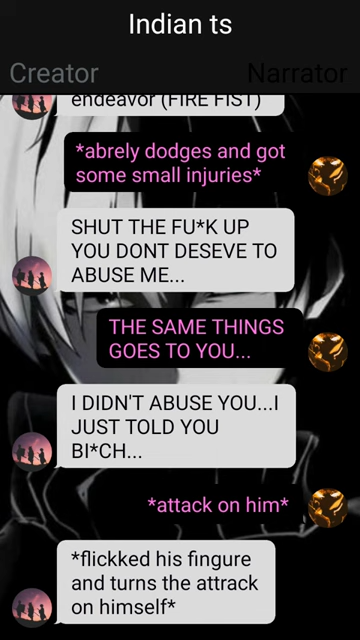 Indian ts
Creator
Narrator
endeavor (FIRE FIST)
*abrely dodges and got
some small injuries*
SHUT THE FU*K UP
YOU DONT DESEVE TO
ABUSE ME...
THE SAME THINGS
GOES TO YOU...
I DIDN'T ABUSE YOU...I
JUST TOLD YOU
BI*CH...
*attack on him*
*flickked his fingure
and turns the attrack
on himself*